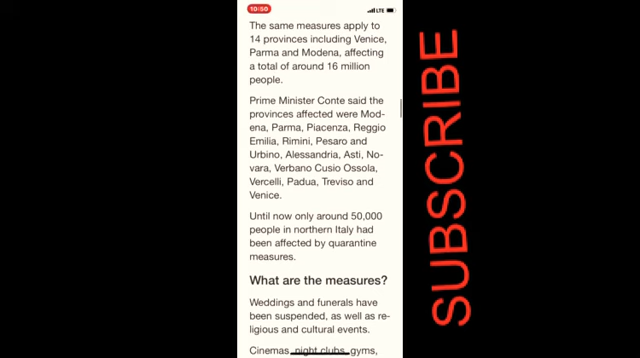 10/50
LTE
The same measures apply to
14 provinces including Venice,
Parma and Modena, affecting
a total of around 16 million
people.
Prime Minister Conte said the
provinces affected were Mod-
ena, Parma, Piacenza, Reggio
Emilia, Rimini, Pesaro and
Urbino, Alessandria, Asti, No-
vara, Verbano Cusio Ossola,
Vercelli, Padua, Treviso and
Venice.
Until now only around 50,000
people in northern Italy had
been affected by quarantine
measures.
What are the measures?
Weddings and funerals have
been suspended, as well as re-
ligious and cultural events.
Cinemas, night clubs, gyms,
SUBSCRIBE